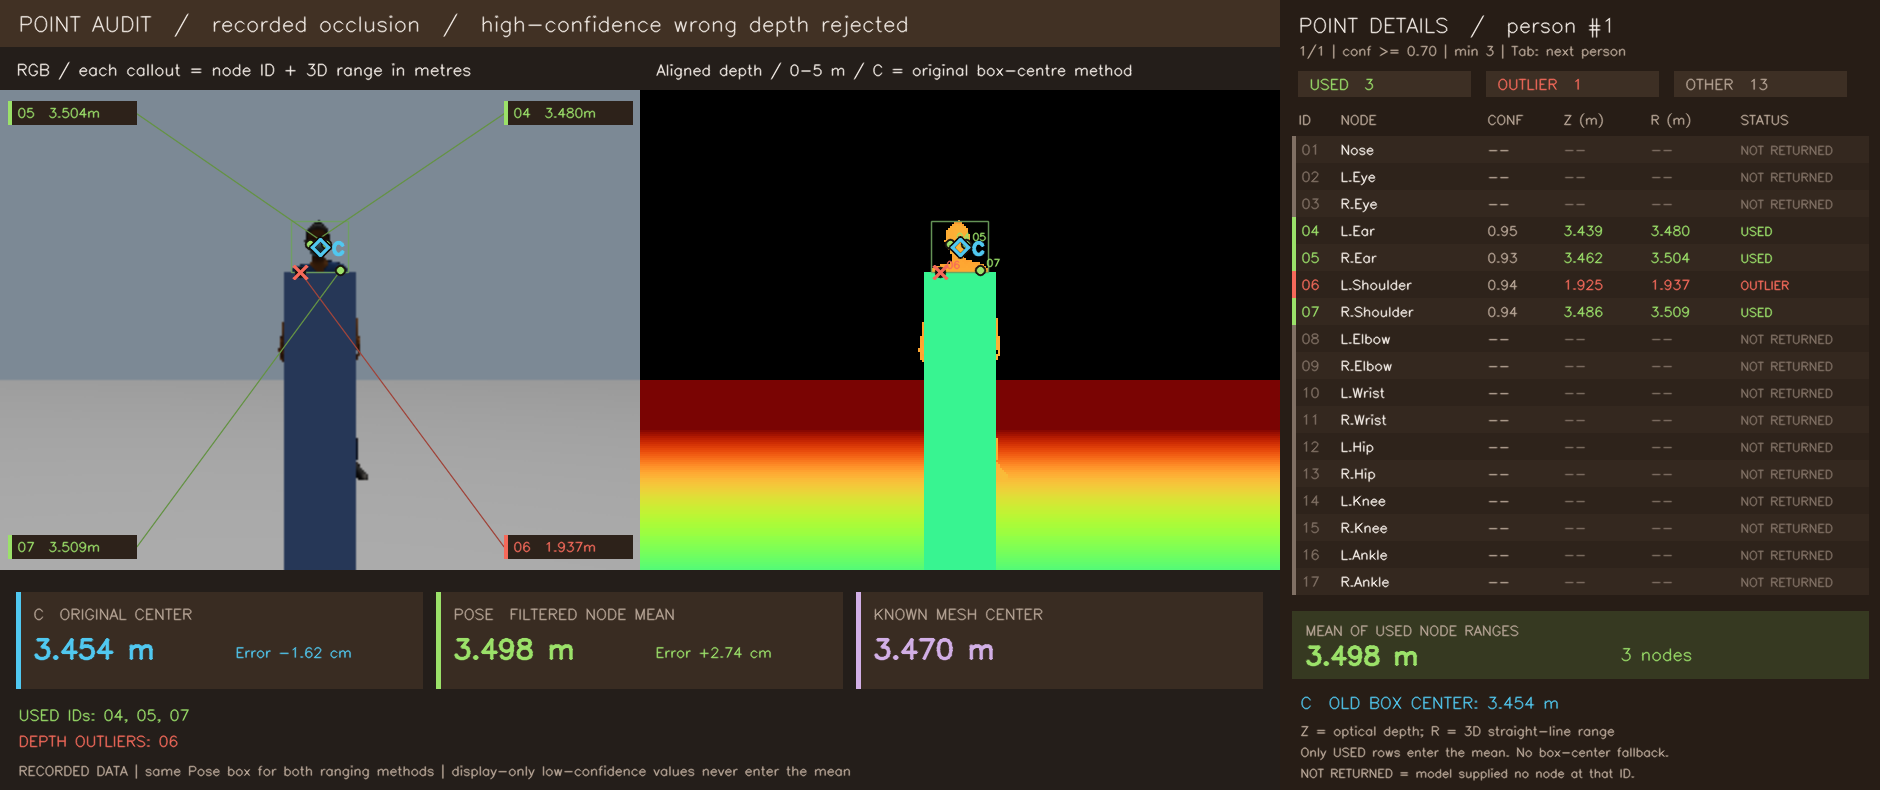 POINT AUDIT / recorded occlusion / high-confidence wrong depth rejected
RGB / each callout = node ID + 3D range in metres
Aligned depth / 0-5 m / C = original box-centre method
05 3.504m
04 3.480m
C
07 3.509m
06 1.937m
05
C
06
07
C ORIGINAL CENTER
3.454 m Error -1.62 cm
POSE FILTERED NODE MEAN
3.498 m Error +2.74 cm
KNOWN MESH CENTER
3.470 m
USED IDs: 04, 05, 07
DEPTH OUTLIERS: 06
RECORDED DATA | same Pose box for both ranging methods | display-only low-confidence values never enter the mean
POINT DETAILS / person #1
1/1 | conf >= 0.70 | min 3 | Tab: next person
USED 3 OUTLIER 1 OTHER 13
ID NODE CONF Z (m) R (m) STATUS
01 Nose -- -- -- NOT RETURNED
02 L.Eye -- -- -- NOT RETURNED
03 R.Eye -- -- -- NOT RETURNED
04 L.Ear 0.95 3.439 3.480 USED
05 R.Ear 0.93 3.462 3.504 USED
06 L.Shoulder 0.94 1.925 1.937 OUTLIER
07 R.Shoulder 0.94 3.486 3.509 USED
08 L.Elbow -- -- -- NOT RETURNED
09 R.Elbow -- -- -- NOT RETURNED
10 L.Wrist -- -- -- NOT RETURNED
11 R.Wrist -- -- -- NOT RETURNED
12 L.Hip -- -- -- NOT RETURNED
13 R.Hip -- -- -- NOT RETURNED
14 L.Knee -- -- -- NOT RETURNED
15 R.Knee -- -- -- NOT RETURNED
16 L.Ankle -- -- -- NOT RETURNED
17 R.Ankle -- -- -- NOT RETURNED
MEAN OF USED NODE RANGES
3.498 m 3 nodes
C OLD BOX CENTER: 3.454 m
Z = optical depth; R = 3D straight-line range
Only USED rows enter the mean. No box-center fallback.
NOT RETURNED = model supplied no node at that ID.